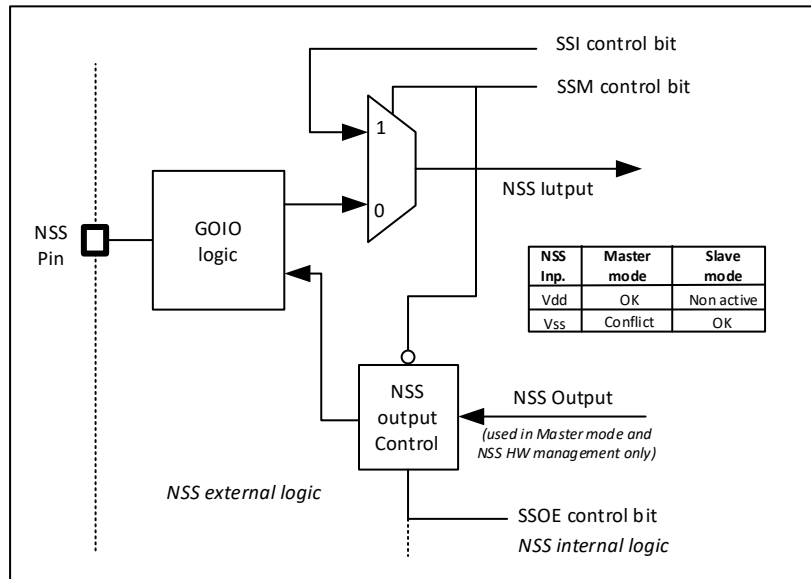 SSI control bit
SSM control bit
1
NSS Iutput
0
NSS
Pin
GOIO
logic
NSS Inp. Master mode Slave mode
Vdd OK Non active
Vss Conflict OK
NSS
output
Control
NSS Output
(used in Master mode and
NSS HW management only)
NSS external logic
SSOE control bit
NSS internal logic